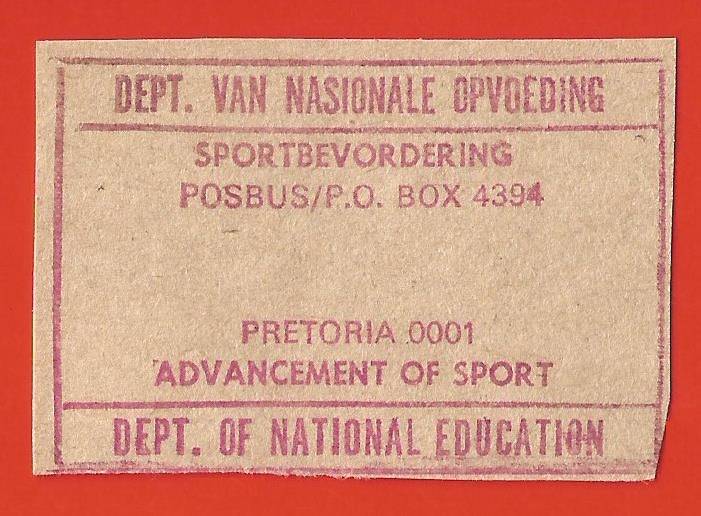 DEPT. VAN NASIONALE OPVOEDING
SPORTBEVORDERING
POSBUS/P.O. BOX 4394
PRETORIA 0001
ADVANCEMENT OF SPORT
DEPT. OF NATIONAL EDUCATION